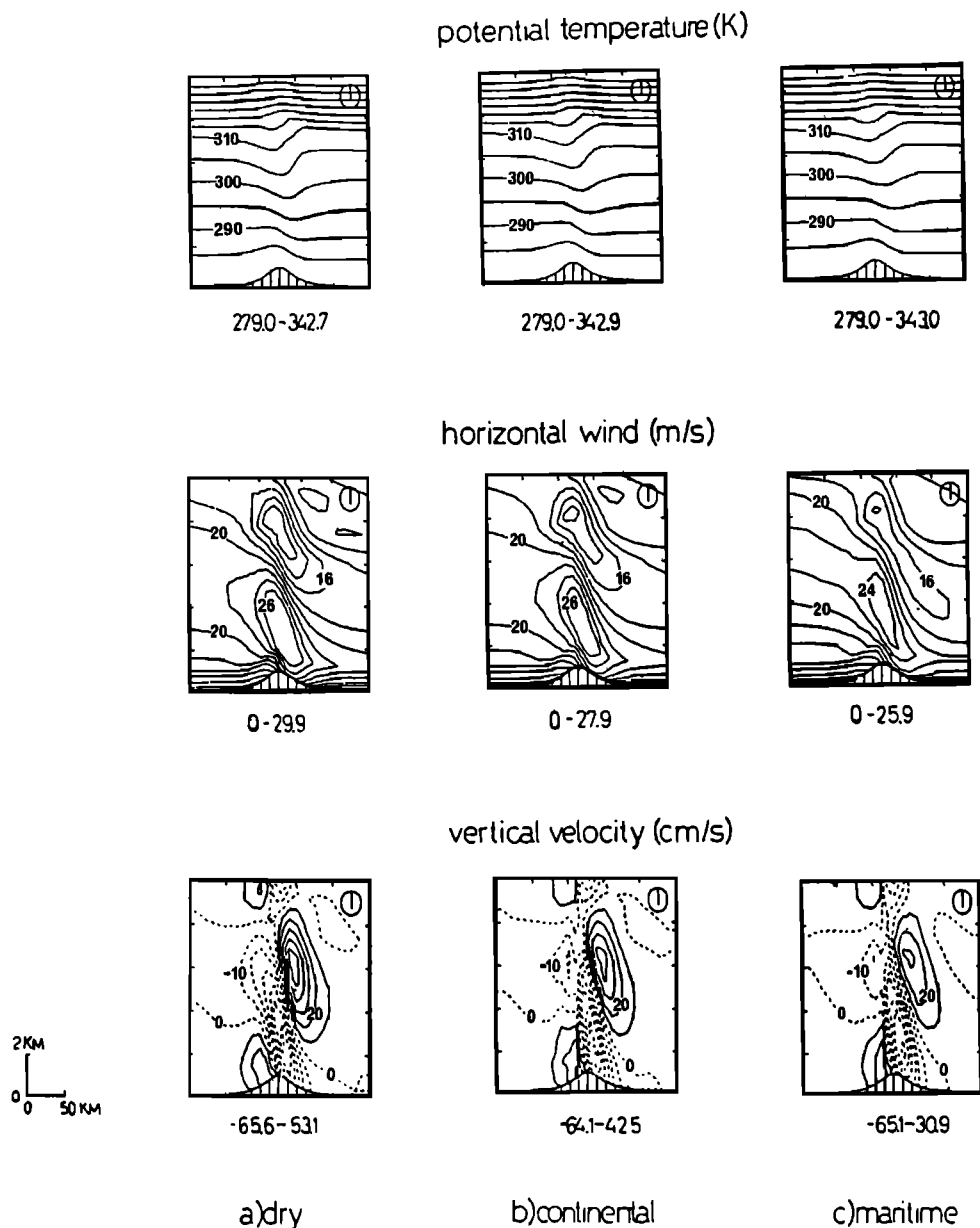 potential temperature (K)
310 310 310
300 300 300
290 290 290
279.0-342.7 279.0-342.9 279.0-343.0
horizontal wind (m/s)
20 20 20
16 16 16
26 26 24
20 20 20
0-29.9 0-27.9 0-25.9
vertical velocity (cm/s)
-10 -10
20 20 20
0 0
0 0 0
2 KM
0
0 50 KM
-65.6-53.1 -64.1-42.5 -65.1-30.9
a)dry b)continental c)maritime